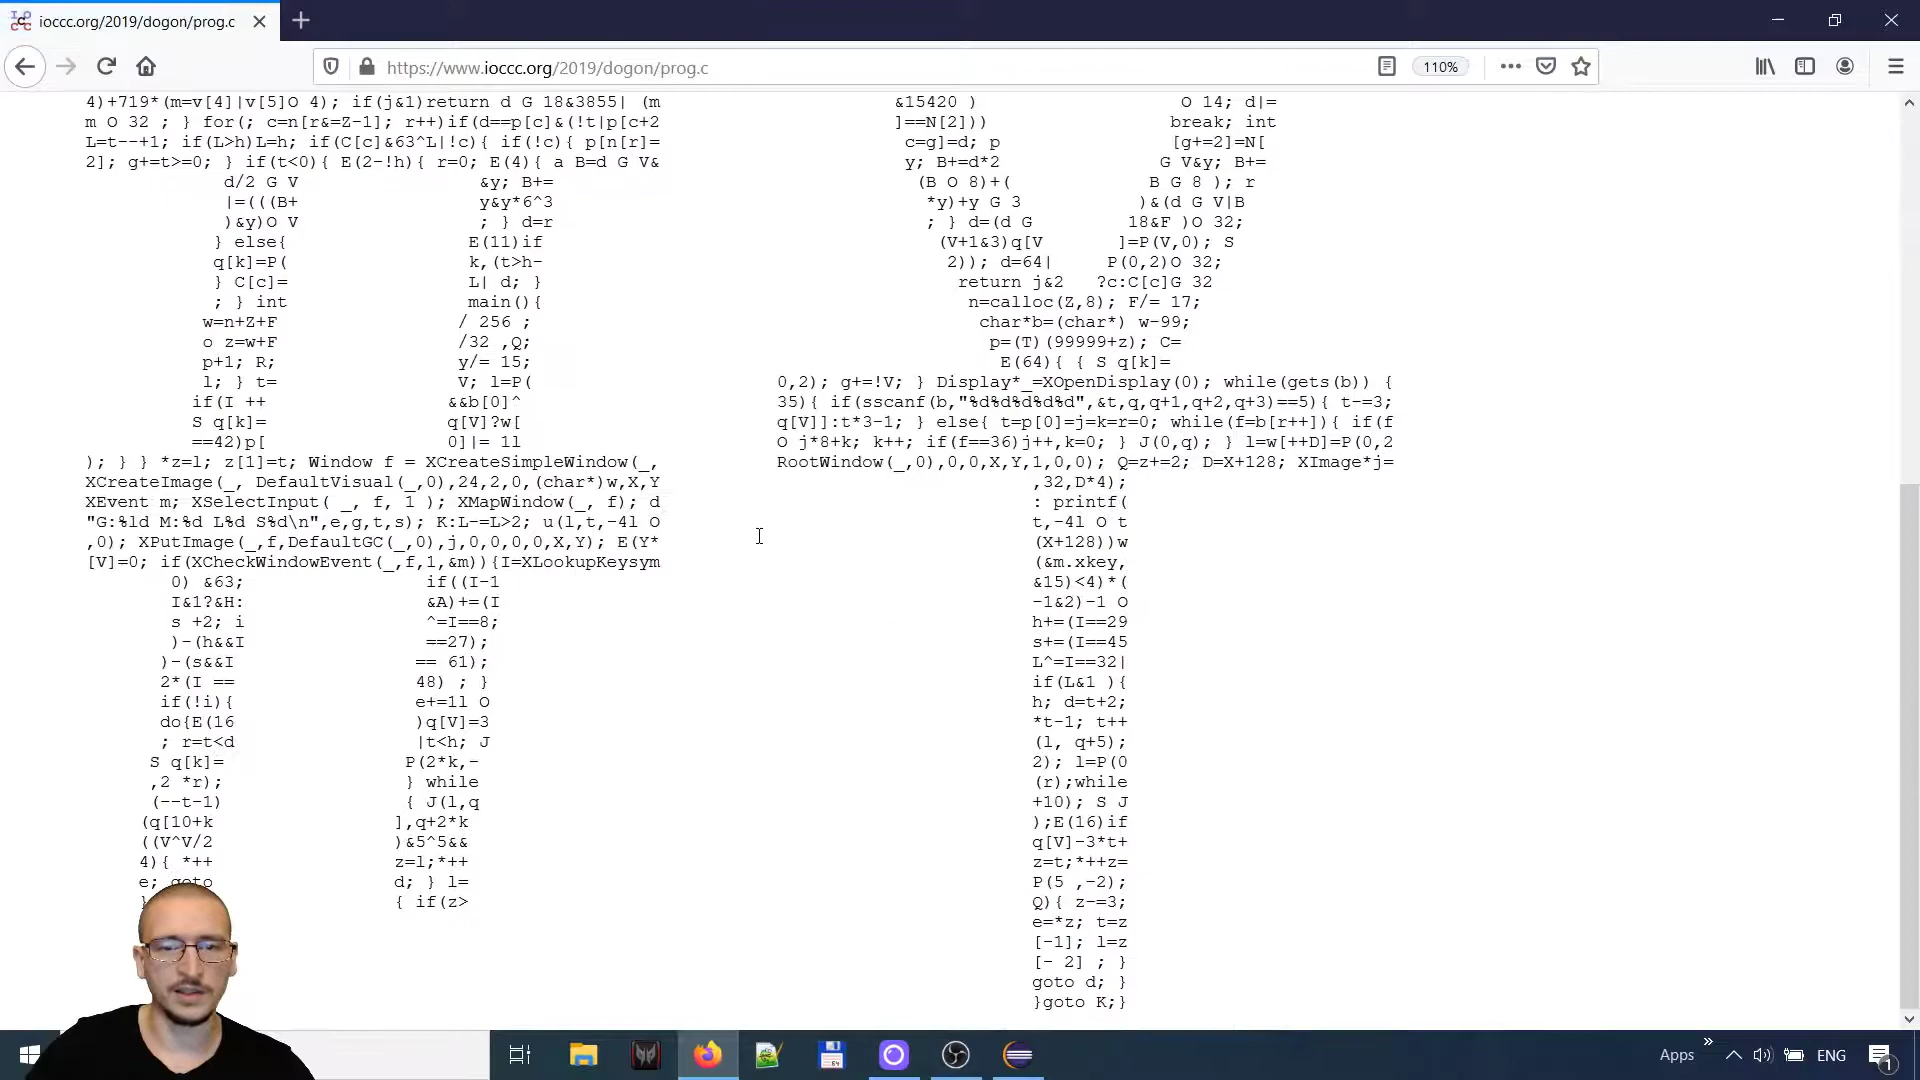 ioccc.org/2019/dogon/prog.c
https://www.ioccc.org/2019/dogon/prog.c
110%
4)+719*(m=v[4]|v[5]O 4); if(j&1)return d G 18&3855| (m &15420 ) O 14; d|=
m O 32 ; } for(; c=n[r&=Z-1]; r++)if(d==p[c]&(!t|p[c+2 ]==N[2])) break; int
L=t--+1; if(L>h)L=h; if(C[c]&63^L|!c){ if(!c){ p[n[r]= c=g]=d; p [g+=2]=N[
2]; g+=t>=0; } if(t<0){ E(2-!h){ r=0; E(4){ a B=d G V& y; B+=d*2 G V&y; B+=
d/2 G V &y; B+= (B O 8)+( B G 8 ); r
|=(((B+ y&y*6^3 *y)+y G 3 )&(d G V|B
)&y)O V ; } d=r ; } d=(d G 18&F )O 32;
} else{ E(11)if (V+1&3)q[V ]=P(V,0); S
q[k]=P( k,(t>h- 2)); d=64| P(0,2)O 32;
} C[c]= L| d; } return j&2 ?c:C[c]G 32
; } int main(){ n=calloc(Z,8); F/= 17;
w=n+Z+F / 256 ; char*b=(char*) w-99;
o z=w+F /32 ,Q; p=(T)(99999+z); C=
p+1; R; y/= 15; E(64){ { S q[k]=
l; } t= V; l=P( 0,2); g+=!V; } Display*_=XOpenDisplay(0); while(gets(b)) {
if(I ++ &&b[0]^ 35){ if(sscanf(b,"%d%d%d%d%d",&t,q,q+1,q+2,q+3)==5){ t-=3;
S q[k]= q[V]?w[ q[V]]:t*3-1; } else{ t=p[0]=j=k=r=0; while(f=b[r++]){ if(f
==42)p[ 0]|= 1l O j*8+k; k++; if(f==36)j++,k=0; } J(0,q); } l=w[++D]=P(0,2
); } } *z=l; z[1]=t; Window f = XCreateSimpleWindow(_, RootWindow(_,0),0,0,X,Y,1,0,0); Q=z+=2; D=X+128; XImage*j=
XCreateImage(_, DefaultVisual(_,0),24,2,0,(char*)w,X,Y ,32,D*4);
XEvent m; XSelectInput( _, f, 1 ); XMapWindow(_, f); d : printf(
"G:%ld M:%d L%d S%d\n",e,g,t,s); K:L-=L>2; u(l,t,-4l O t,-4l O t
,0); XPutImage(_,f,DefaultGC(_,0),j,0,0,0,0,X,Y); E(Y* (X+128))w
[V]=0; if(XCheckWindowEvent(_,f,1,&m)){I=XLookupKeysym (&m.xkey,
0) &63; if((I-1 &15)<4)*(
I&1?&H: &A)+=(I -1&2)-1 O
s +2; i ^=I==8; h+=(I==29
)-(h&&I ==27); s+=(I==45
)-(s&&I == 61); L^=I==32|
2*(I == 48) ; } if(L&1 ){
if(!i){ e+=1l O h; d=t+2;
do{E(16 )q[V]=3 *t-1; t++
; r=t<d |t<h; J (l, q+5);
S q[k]= P(2*k,- 2); l=P(0
,2 *r); } while (r);while
(--t-1) { J(l,q +10); S J
(q[10+k ],q+2*k );E(16)if
((V^V/2 )&5^5&& q[V]-3*t+
4){ *++ z=l;*++ z=t;*++z=
e; goto d; } l= P(5 ,-2);
{ if(z> Q){ z-=3;
e=*z; t=z
[-1]; l=z
[- 2] ; }
goto d; }
}goto K;}
Apps
ENG
1
64